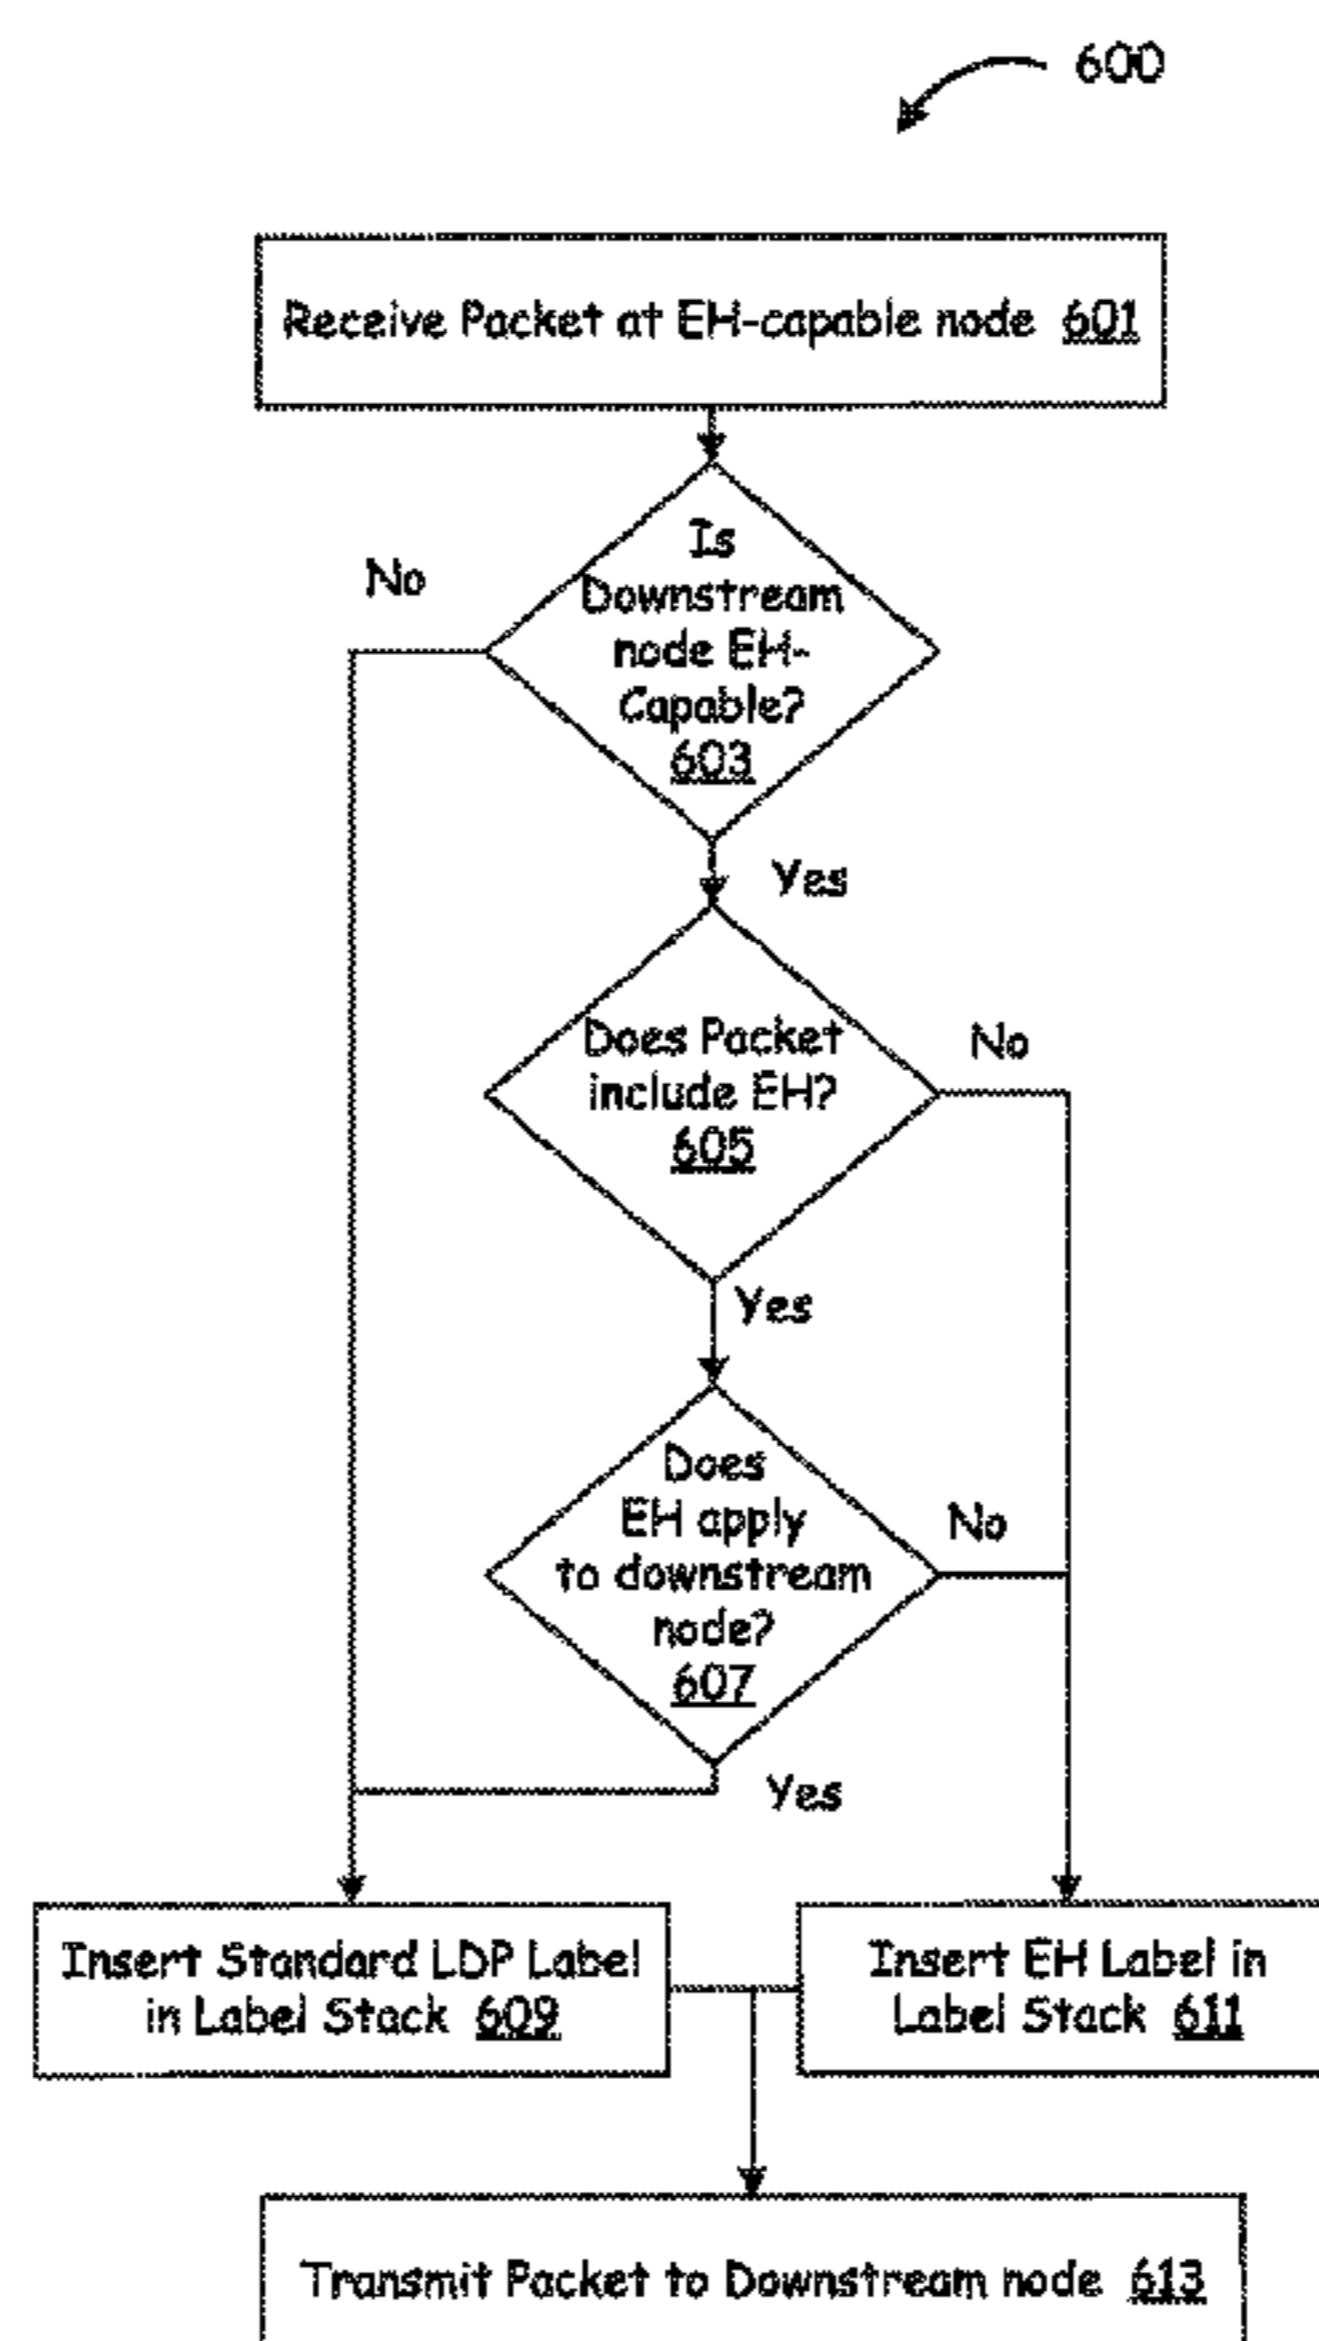 600
Receive Packet at EH-capable node 601
Is
Downstream
node EH-
Capable?
603
No
Yes
Does Packet
include EH?
605
No
Yes
Does
EH apply
to downstream
node?
607
No
Yes
Insert Standard LDP Label
in Label Stack 609
Insert EH Label in
Label Stack 611
Transmit Packet to Downstream node 613